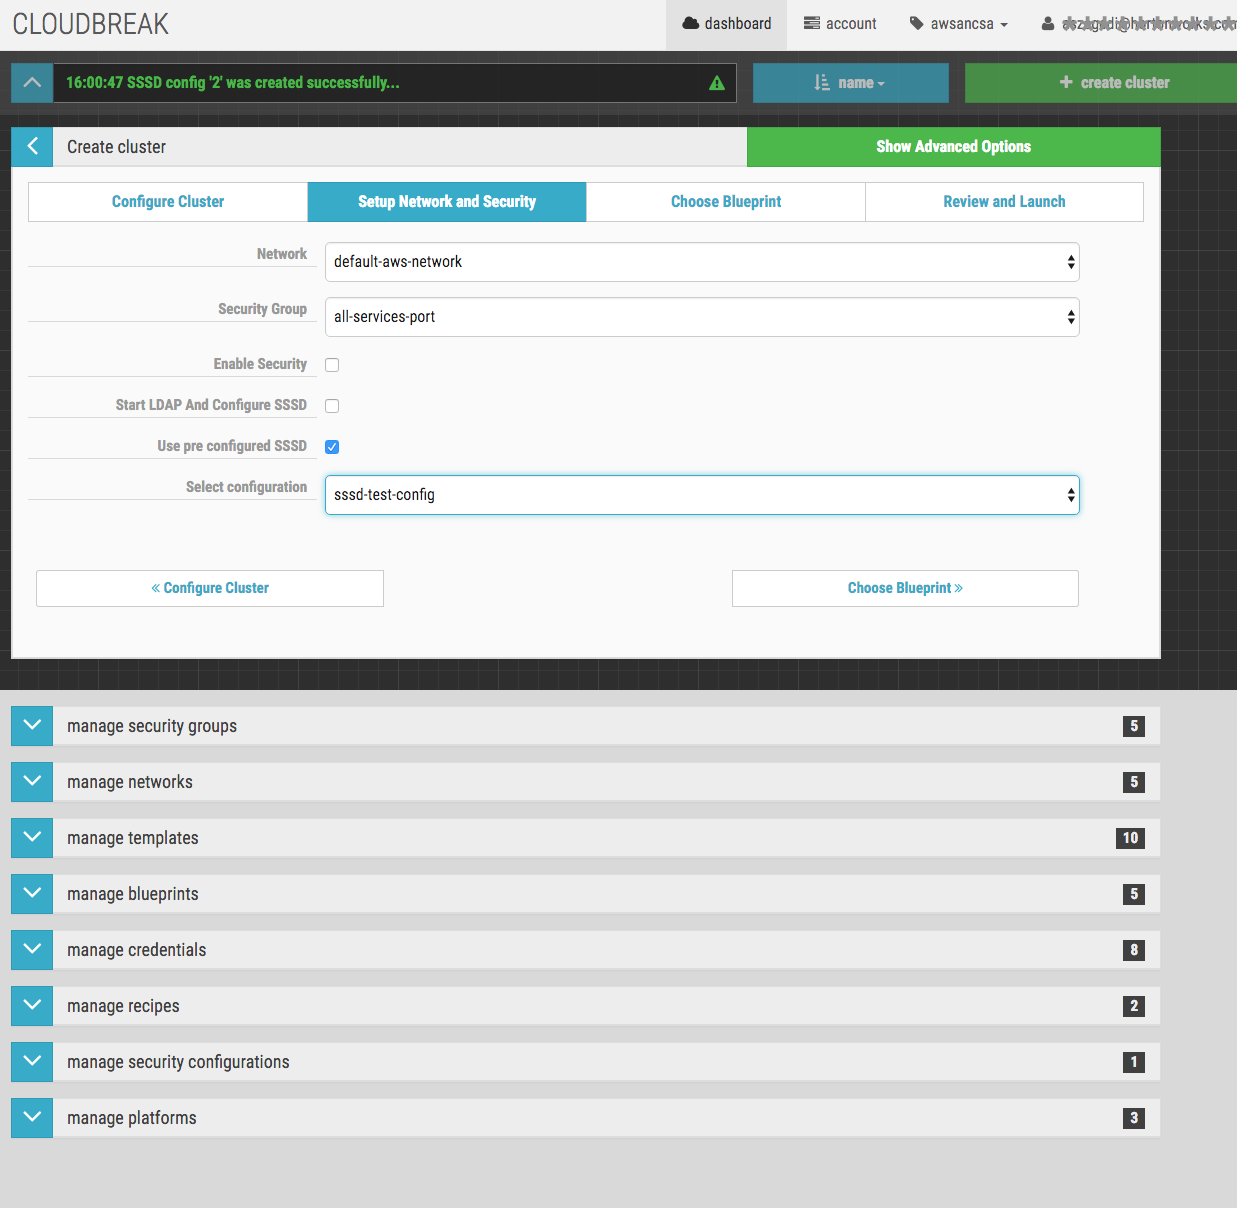 CLOUDBREAK
dashboard
account
awsancsa
16:00:47 SSSD config '2' was created successfully...
name
create cluster
Create cluster
Show Advanced Options
Configure Cluster
Setup Network and Security
Choose Blueprint
Review and Launch
Network
default-aws-network
Security Group
all-services-port
Enable Security
Start LDAP And Configure SSSD
Use pre configured SSSD
Select configuration
sssd-test-config
« Configure Cluster
Choose Blueprint »
manage security groups
5
manage networks
5
manage templates
10
manage blueprints
5
manage credentials
8
manage recipes
2
manage security configurations
1
manage platforms
3